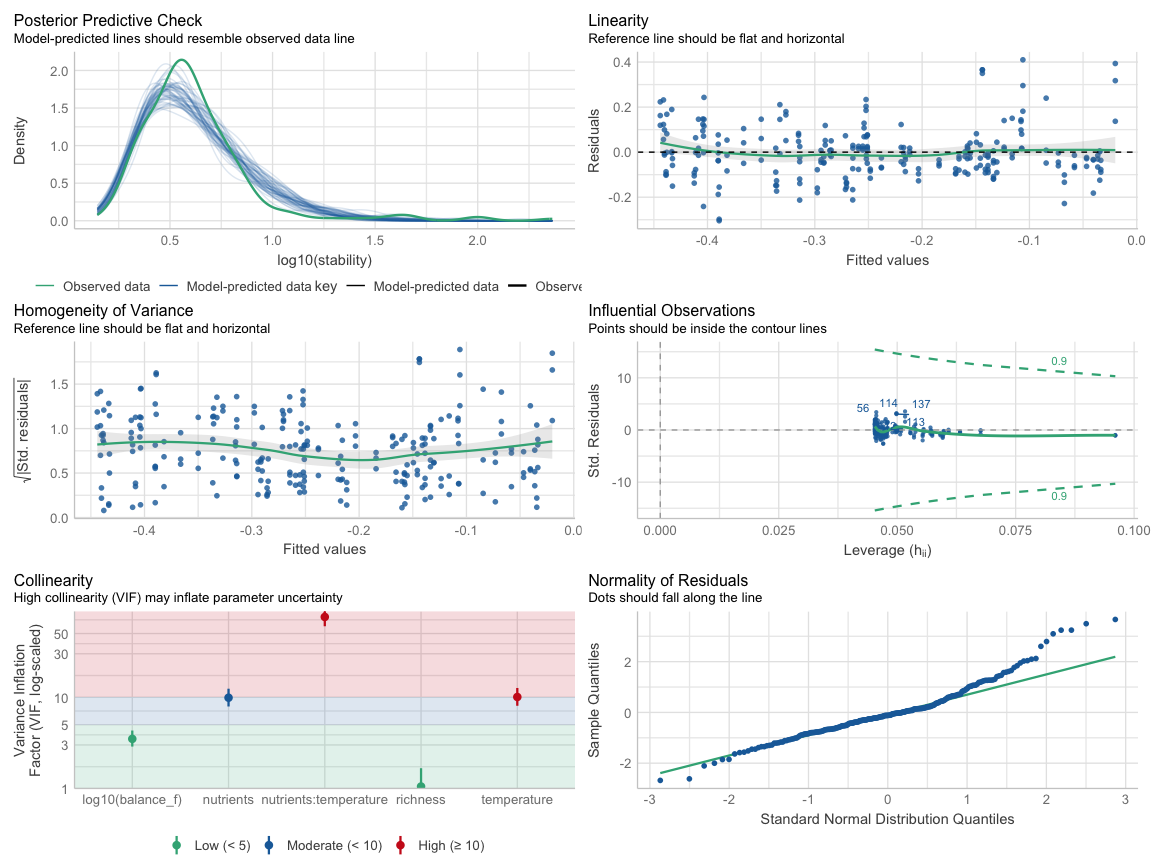 Posterior Predictive Check
Model-predicted lines should resemble observed data line
Density
2.0
1.5
1.0
0.5
0.0
0.5
1.0
1.5
2.0
log10(stability)
Observed data
Model-predicted data key
Model-predicted data
Observe
Linearity
Reference line should be flat and horizontal
Residuals
0.4
0.2
0.0
-0.2
-0.4
-0.3
-0.2
-0.1
0.0
Fitted values
Homogeneity of Variance
Reference line should be flat and horizontal
√|Std. residuals|
1.5
1.0
0.5
0.0
-0.4
-0.3
-0.2
-0.1
0.0
Fitted values
Influential Observations
Points should be inside the contour lines
Std. Residuals
10
0
-10
0.9
56
114
137
0.9
0.000
0.025
0.050
0.075
0.100
Leverage (hᵢᵢ)
Collinearity
High collinearity (VIF) may inflate parameter uncertainty
Variance Inflation
Factor (VIF, log-scaled)
50
30
10
5
3
1
log10(balance_f)
nutrients
nutrients:temperature
richness
temperature
Low (< 5)
Moderate (< 10)
High (≥ 10)
Normality of Residuals
Dots should fall along the line
Sample Quantiles
2
0
-2
-3
-2
-1
0
1
2
3
Standard Normal Distribution Quantiles